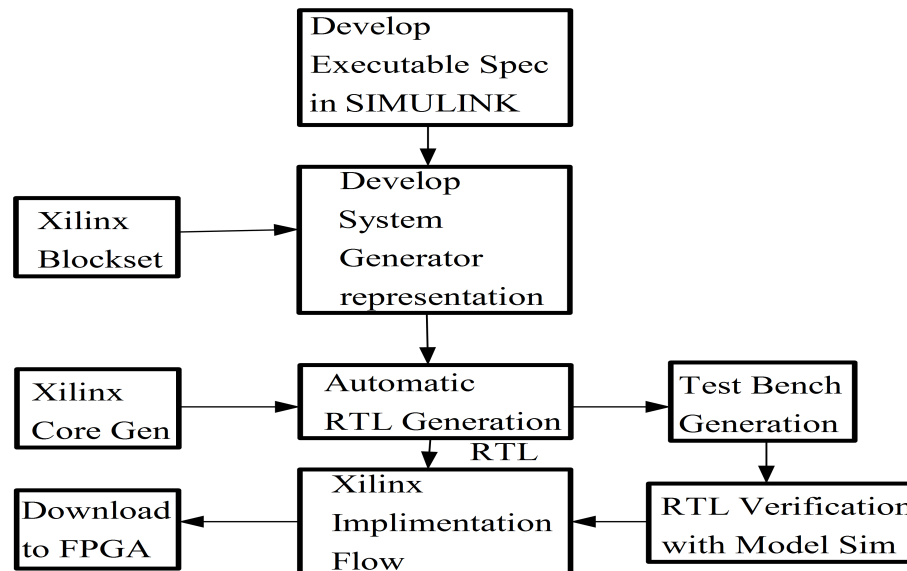 Develop
Executable Spec
in SIMULINK
Develop
System
Generator
representation
Xilinx
Blockset
Automatic
RTL Generation
Xilinx
Core Gen
Test Bench
Generation
RTL
Xilinx
Implimentation
Flow
RTL Verification
with Model Sim
Download
to FPGA